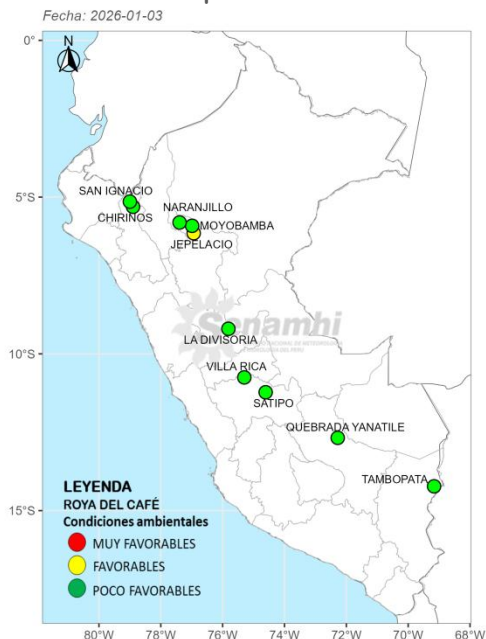 Fecha: 2026-01-03
N
0°
SAN IGNACIO
5°S
NARANJILLO
CHIRINOS
MOYOBAMBA
JEPELACIO
Senamhi
LA DIVISORIA
10°S
VILLA RICA
SATIPO
QUEBRADA YANATILE
TAMBOPATA
LEYENDA
ROYA DEL CAFÉ
15°S
Condiciones ambientales
MUY FAVORABLES
FAVORABLES
POCO FAVORABLES
80°W 78°W 76°W 74°W 72°W 70°W 68°W